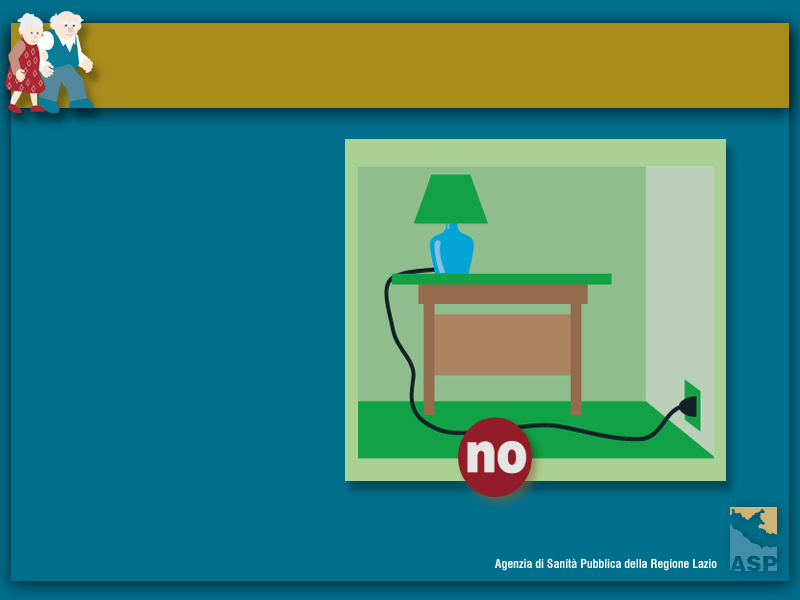 no
Agenzia di Sanità Pubblica della Regione Lazio
ASP